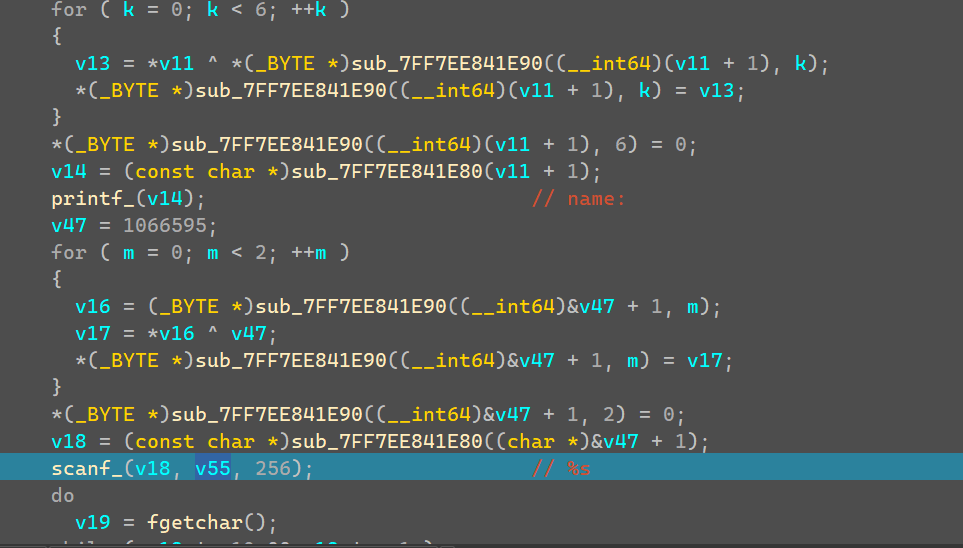 for ( k = 0; k < 6; ++k )
{
v13 = *v11 ^ *(_BYTE *)sub_7FF7EE841E90((__int64)(v11 + 1), k);
*(_BYTE *)sub_7FF7EE841E90((__int64)(v11 + 1), k) = v13;
}
*(_BYTE *)sub_7FF7EE841E90((__int64)(v11 + 1), 6) = 0;
v14 = (const char *)sub_7FF7EE841E80(v11 + 1);
printf_(v14); // name:
v47 = 1066595;
for ( m = 0; m < 2; ++m )
{
v16 = (_BYTE *)sub_7FF7EE841E90((__int64)&v47 + 1, m);
v17 = *v16 ^ v47;
*(_BYTE *)sub_7FF7EE841E90((__int64)&v47 + 1, m) = v17;
}
*(_BYTE *)sub_7FF7EE841E90((__int64)&v47 + 1, 2) = 0;
v18 = (const char *)sub_7FF7EE841E80((char *)&v47 + 1);
scanf_(v18, v55, 256); // %s
do
v19 = fgetchar();